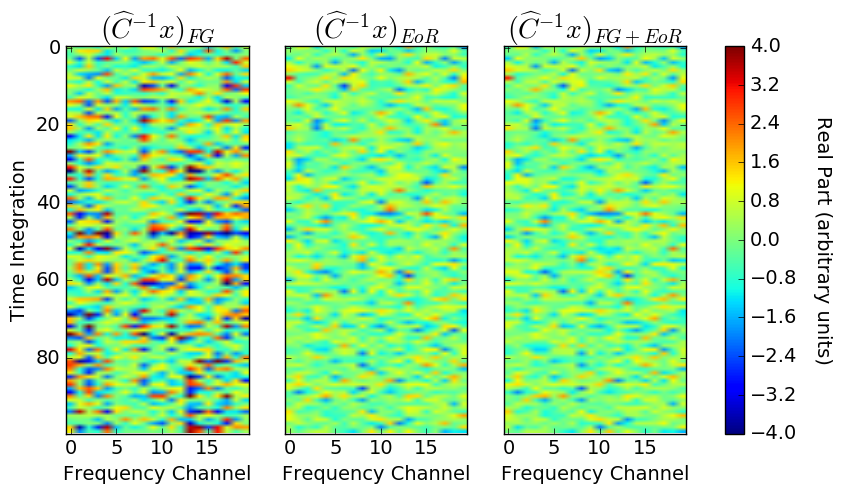 (Ĉ⁻¹x)_FG (Ĉ⁻¹x)_EoR (Ĉ⁻¹x)_FG+EoR
0
20
40
60
80
Time Integration
0 5 10 15
0 5 10 15
0 5 10 15
Frequency Channel Frequency Channel Frequency Channel
4.0
3.2
2.4
1.6
0.8
0.0
−0.8
−1.6
−2.4
−3.2
−4.0
Real Part (arbitrary units)